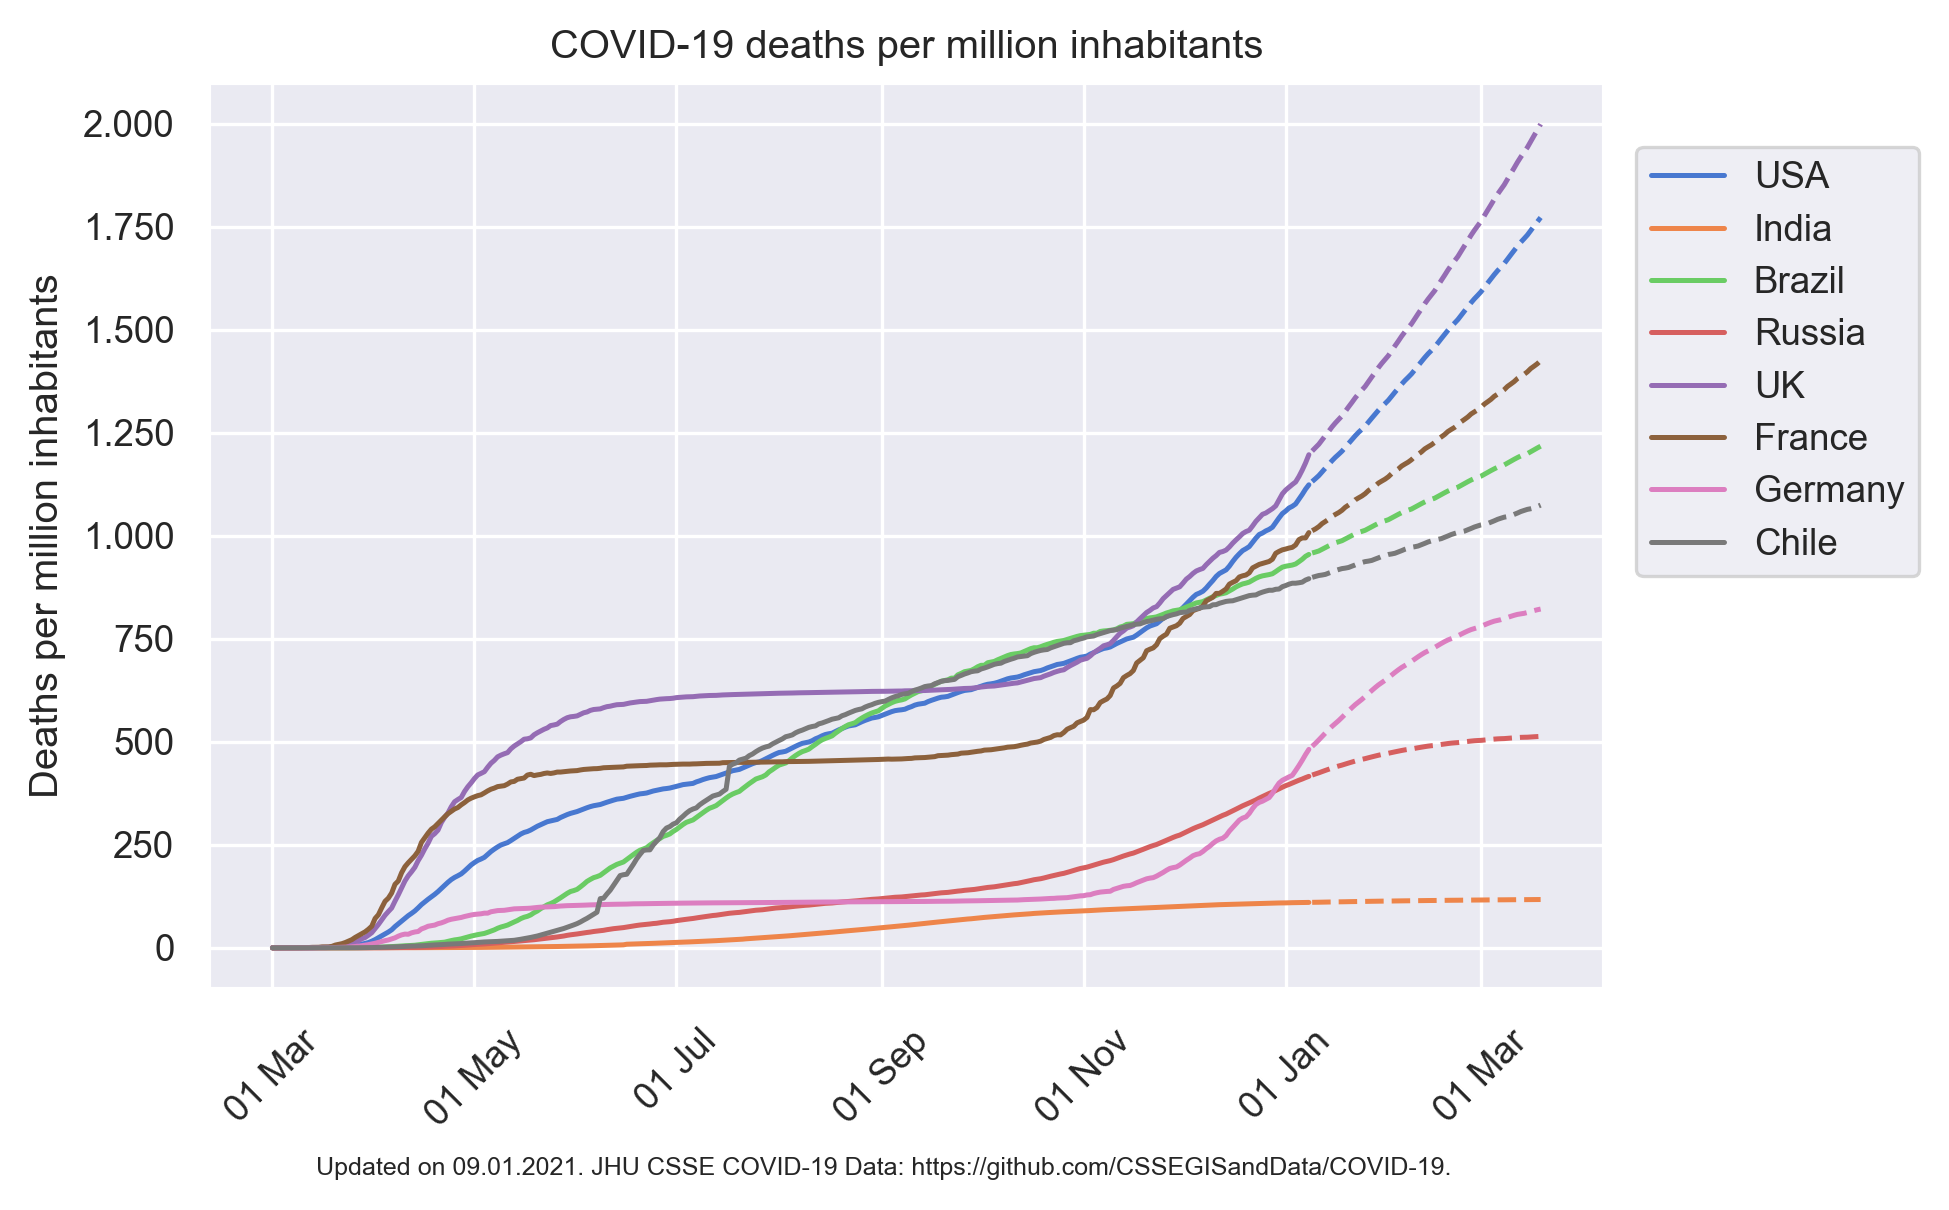 COVID-19 deaths per million inhabitants
Deaths per million inhabitants
2.000
1.750
1.500
1.250
1.000
750
500
250
0
01 Mar
01 May
01 Jul
01 Sep
01 Nov
01 Jan
01 Mar
USA
India
Brazil
Russia
UK
France
Germany
Chile
Updated on 09.01.2021. JHU CSSE COVID-19 Data: https://github.com/CSSEGISandData/COVID-19.